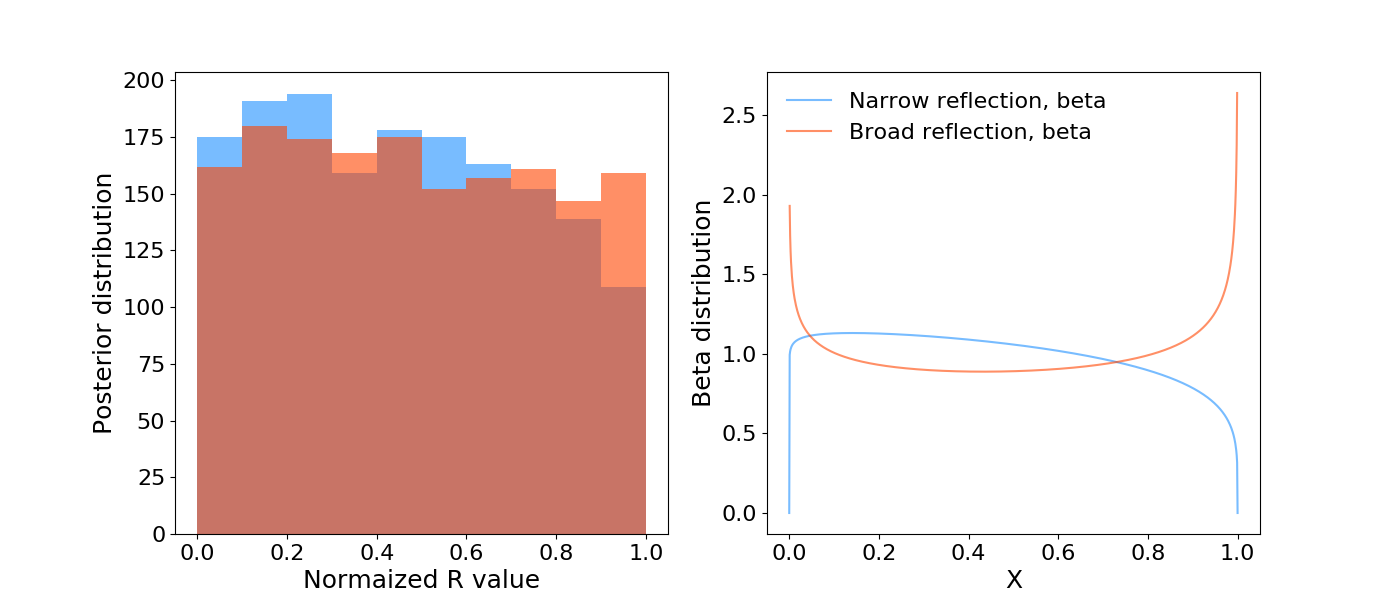 200
175
150
125
100
75
50
25
0
0.0 0.2 0.4 0.6 0.8 1.0
Posterior distribution
Normaized R value
Narrow reflection, beta
Broad reflection, beta
2.5
2.0
1.5
1.0
0.5
0.0
0.0 0.2 0.4 0.6 0.8 1.0
Beta distribution
X